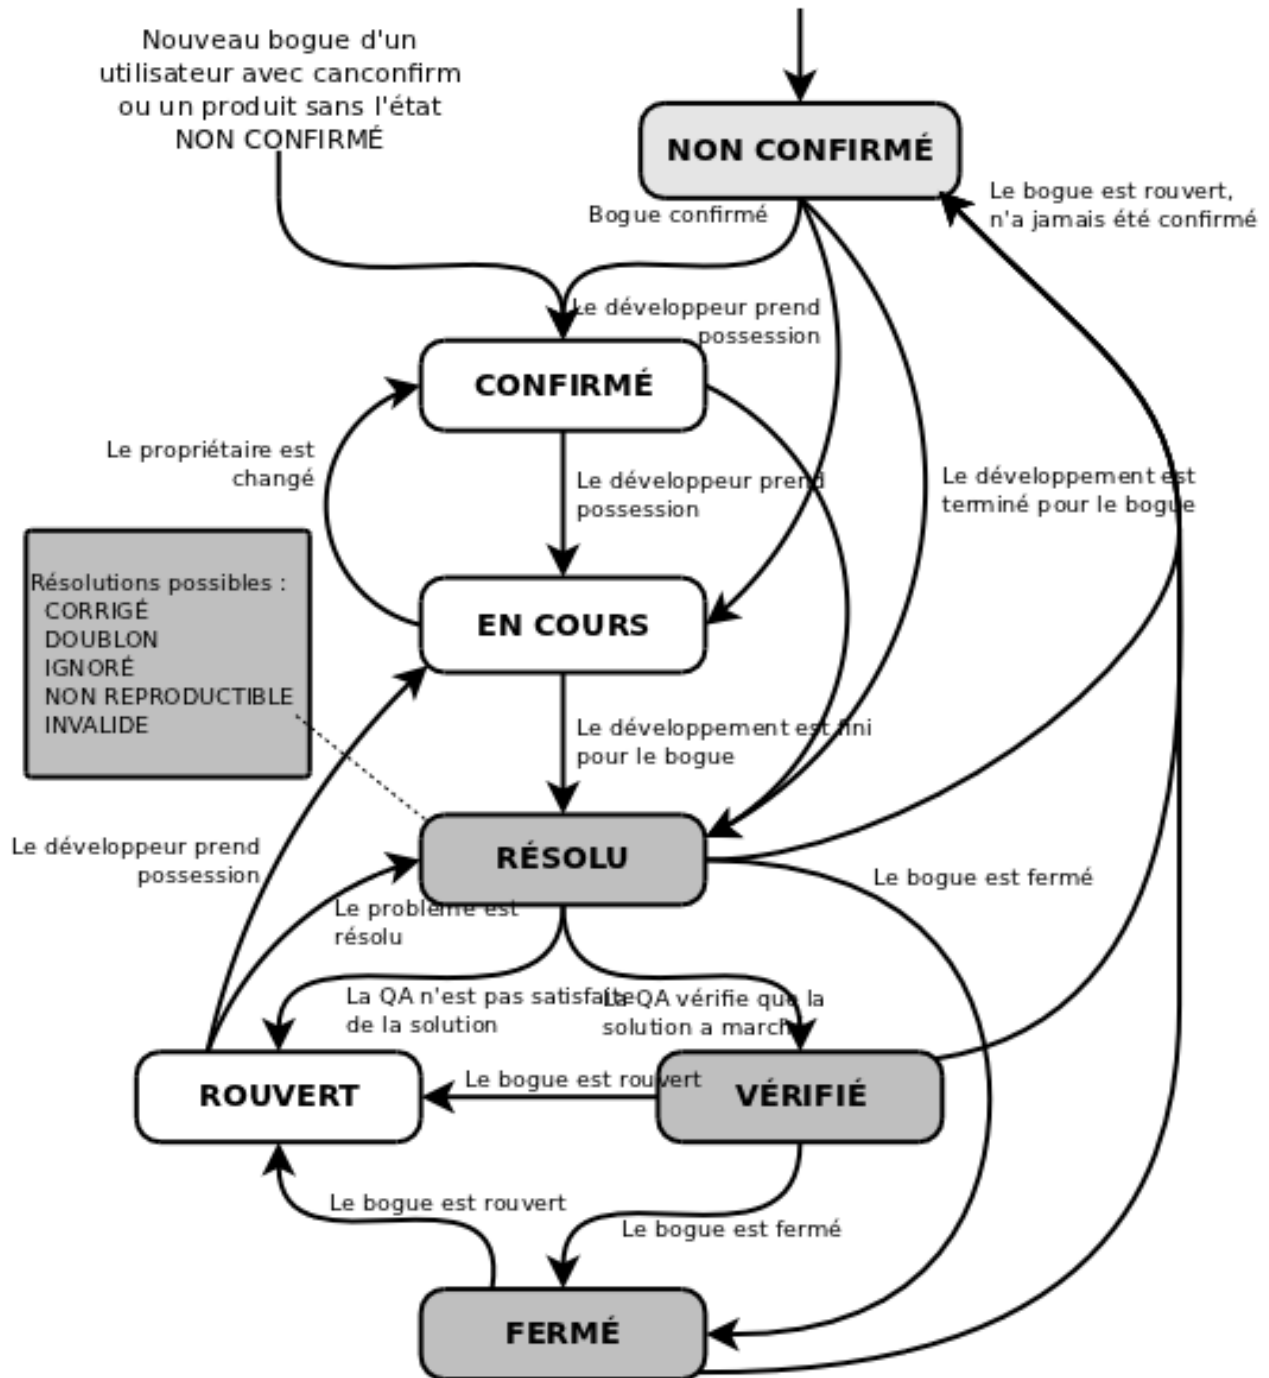 Nouveau bogue d'un
utilisateur avec canconfirm
ou un produit sans l'état
NON CONFIRMÉ
NON CONFIRMÉ
Le bogue est rouvert,
n'a jamais été confirmé
Bogue confirmé
Le développeur prend
possession
CONFIRMÉ
Le propriétaire est
changé
Le développeur prend
possession
Le développement est
terminé pour le bogue
Résolutions possibles :
CORRIGÉ
DOUBLON
IGNORÉ
NON REPRODUCTIBLE
INVALIDE
EN COURS
Le développement est fini
pour le bogue
Le développeur prend
possession
RÉSOLU
Le bogue est fermé
Le problème est
résolu
La QA n'est pas satisfaite
de la solution
La QA vérifie que la
solution a marché
ROUVERT
Le bogue est rouvert
VÉRIFIÉ
Le bogue est rouvert
Le bogue est fermé
FERMÉ